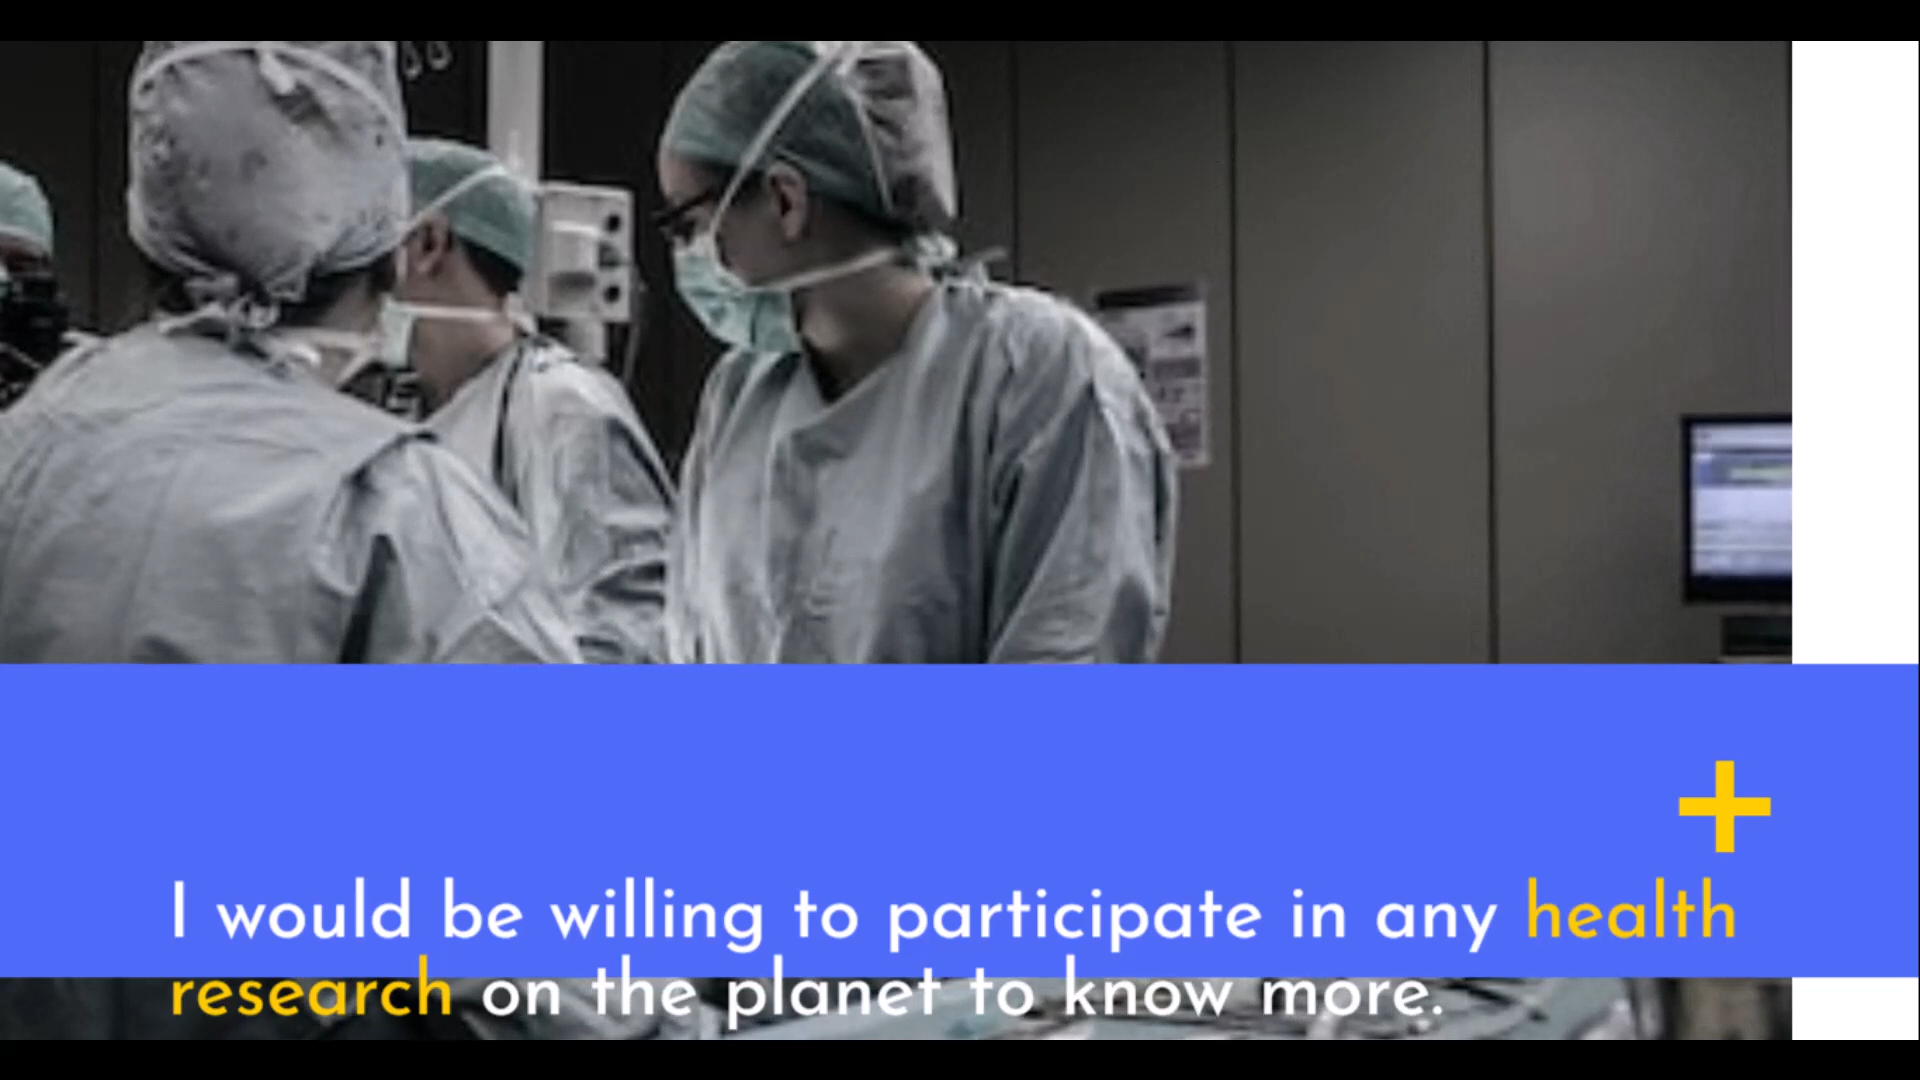 I would be willing to participate in any health
research on the planet to know more.